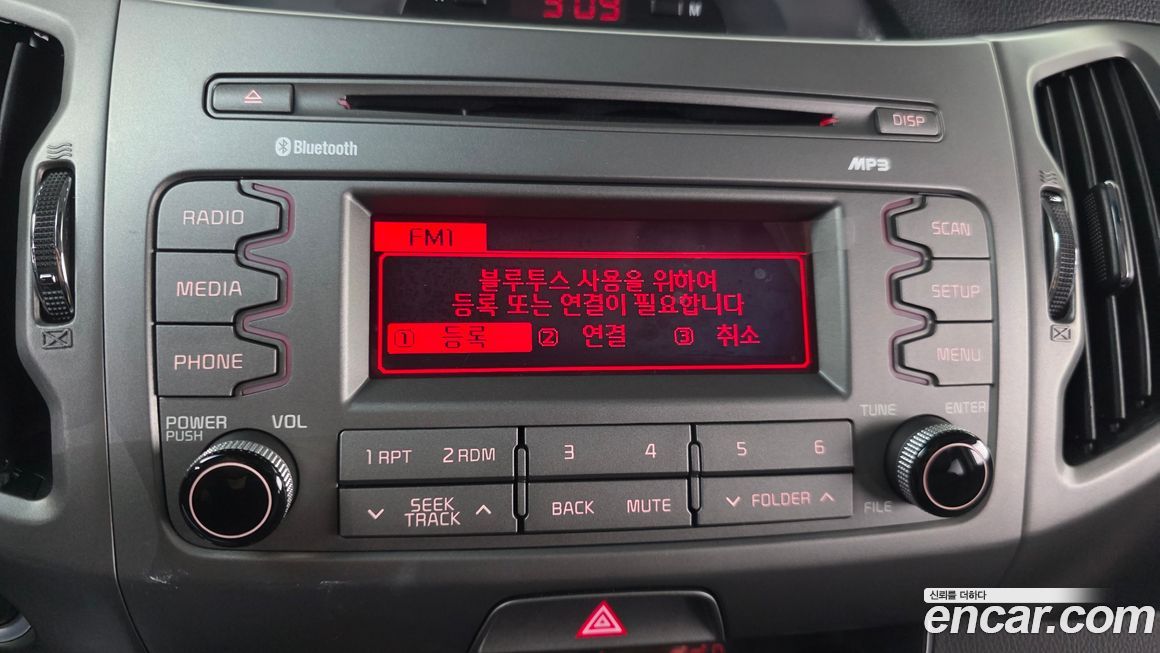 309
M
DISP
Bluetooth
MP3
RADIO
MEDIA
PHONE
FM1
블루투스 사용을 위하여
등록 또는 연결이 필요합니다
1 등록 2 연결 3 취소
SCAN
SETUP
MENU
POWER
PUSH
VOL
TUNE
ENTER
FILE
1 RPT 2 RDM
3 4
5 6
SEEK
TRACK
BACK MUTE
FOLDER
신뢰를 더하다
encar.com